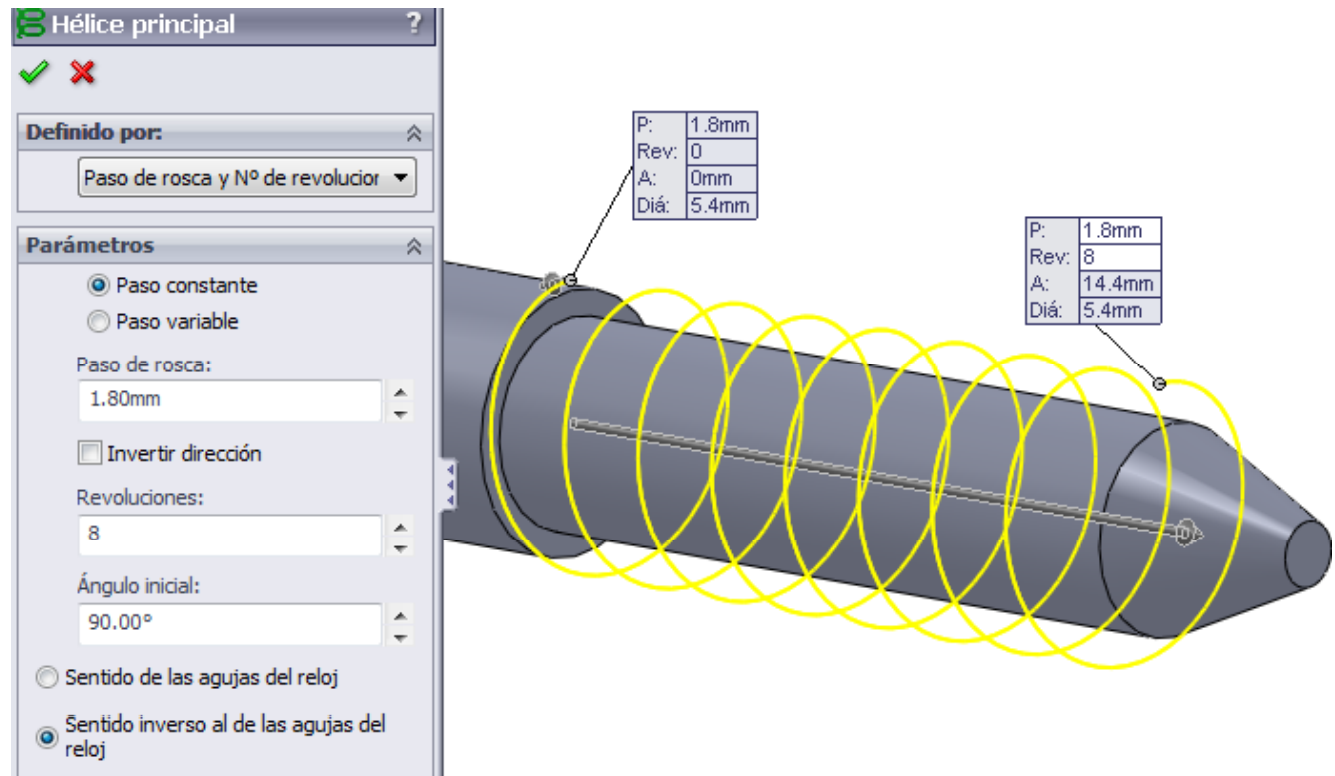 Hélice principal ?
Definido por:
Paso de rosca y Nº de revolucior
Parámetros
Paso constante
Paso variable
Paso de rosca:
1.80mm
Invertir dirección
Revoluciones:
8
Ángulo inicial:
90.00°
Sentido de las agujas del reloj
Sentido inverso al de las agujas del
reloj
P: 1.8mm
Rev: 0
A: 0mm
Diá: 5.4mm
P: 1.8mm
Rev: 8
A: 14.4mm
Diá: 5.4mm